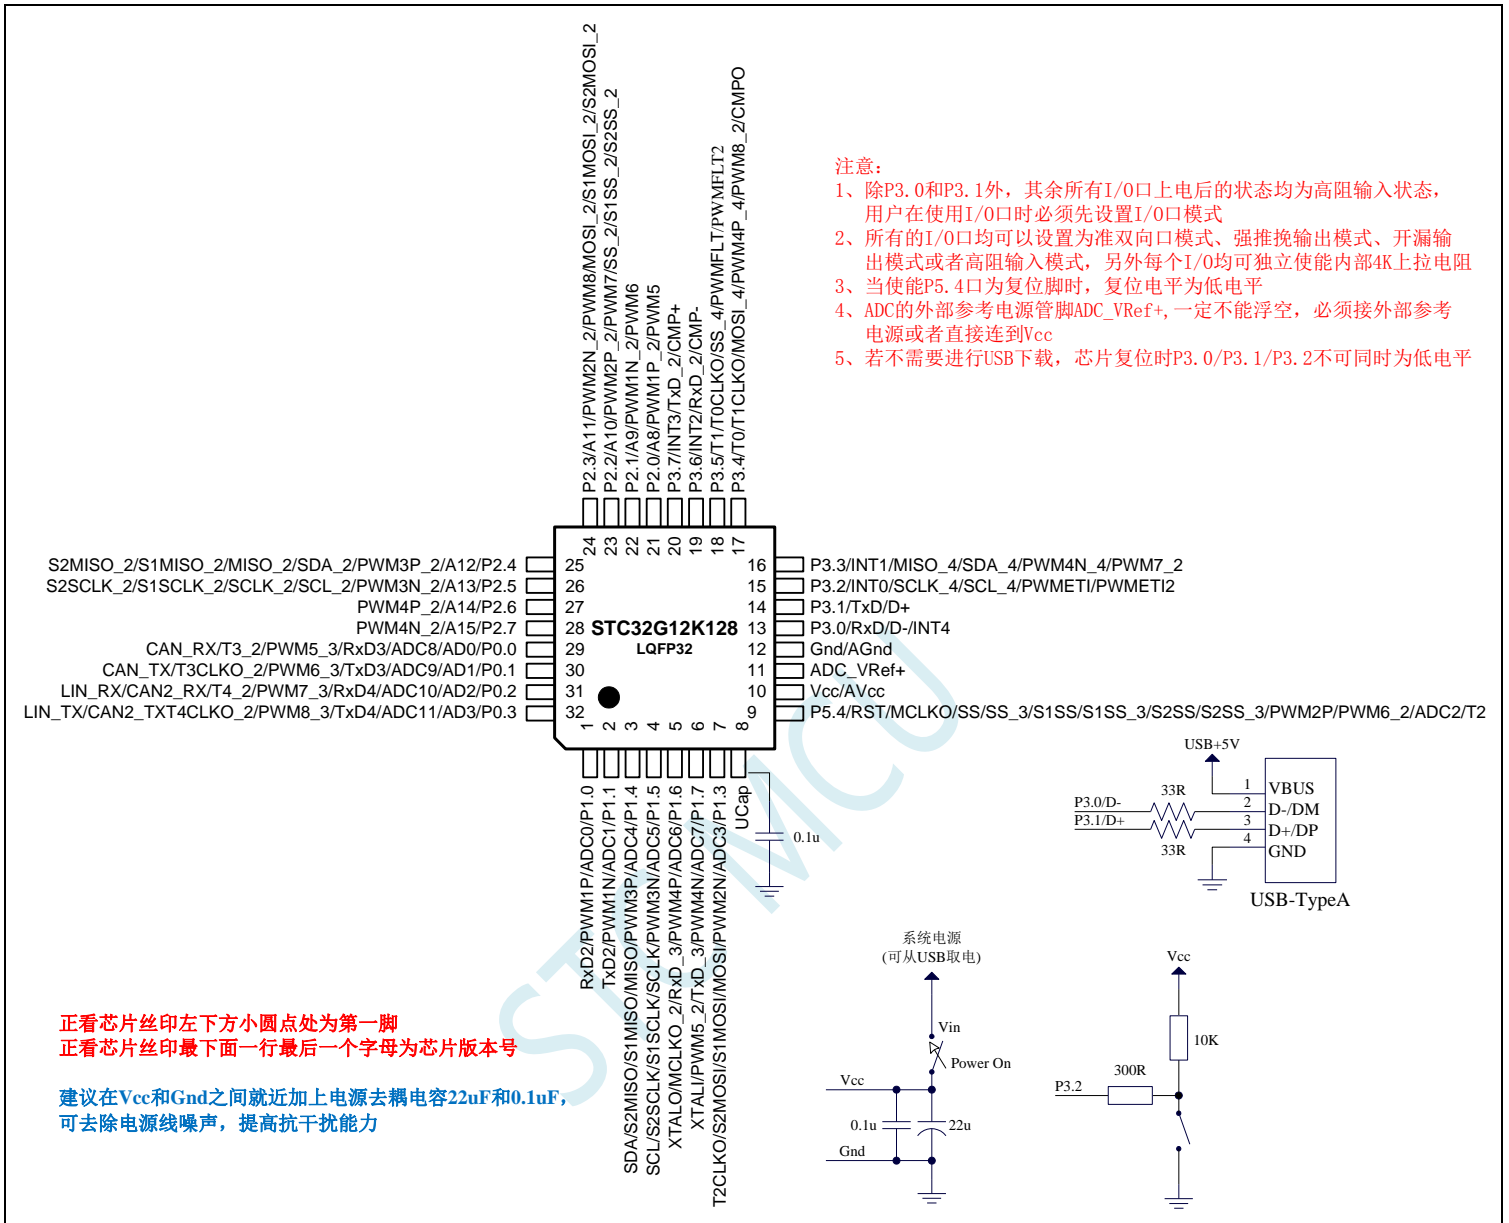 P2.3/A11/PWM2N_2/PWM8/MOSI_2/S1MOSI_2/S2MOSI_2
P2.2/A10/PWM2P_2/PWM7/SS_2/S1SS_2/S2SS_2
P2.1/A9/PWM1N_2/PWM6
P2.0/A8/PWM1P_2/PWM5
P3.7/INT3/TxD_2/CMP+
P3.6/INT2/RxD_2/CMP-
P3.5/T1/T0CLKO/SS_4/PWMFLT/PWMFLT2
P3.4/T0/T1CLKO/MOSI_4/PWM4P_4/PWM8_2/CMPO
注意:
1、除P3.0和P3.1外，其余所有I/O口上电后的状态均为高阻输入状态，
用户在使用I/O口时必须先设置I/O口模式
2、所有的I/O口均可以设置为准双向口模式、强推挽输出模式、开漏输
出模式或者高阻输入模式，另外每个I/O均可独立使能内部4K上拉电阻
3、当使能P5.4口为复位脚时，复位电平为低电平
4、ADC的外部参考电源管脚ADC_VRef+,一定不能浮空，必须接外部参考
电源或者直接连到Vcc
5、若不需要进行USB下载，芯片复位时P3.0/P3.1/P3.2不可同时为低电平
24 23 22 21 20 19 18 17
S2MISO_2/S1MISO_2/MISO_2/SDA_2/PWM3P_2/A12/P2.4 25
S2SCLK_2/S1SCLK_2/SCLK_2/SCL_2/PWM3N_2/A13/P2.5 26
PWM4P_2/A14/P2.6 27
PWM4N_2/A15/P2.7 28
CAN_RX/T3_2/PWM5_3/RxD3/ADC8/AD0/P0.0 29
CAN_TX/T3CLKO_2/PWM6_3/TxD3/ADC9/AD1/P0.1 30
LIN_RX/CAN2_RX/T4_2/PWM7_3/RxD4/ADC10/AD2/P0.2 31
LIN_TX/CAN2_TXT4CLKO_2/PWM8_3/TxD4/ADC11/AD3/P0.3 32
STC32G12K128
LQFP32
16 P3.3/INT1/MISO_4/SDA_4/PWM4N_4/PWM7_2
15 P3.2/INT0/SCLK_4/SCL_4/PWMETI/PWMETI2
14 P3.1/TxD/D+
13 P3.0/RxD/D-/INT4
12 Gnd/AGnd
11 ADC_VRef+
10 Vcc/AVcc
9 P5.4/RST/MCLKO/SS/SS_3/S1SS/S1SS_3/S2SS/S2SS_3/PWM2P/PWM6_2/ADC2/T2
1 2 3 4 5 6 7 8
RxD2/PWM1P/ADC0/P1.0
TxD2/PWM1N/ADC1/P1.1
SDA/S2MISO/S1MISO/MISO/PWM3P/ADC4/P1.4
SCL/S2SCLK/S1SCLK/SCLK/PWM3N/ADC5/P1.5
XTALO/MCLKO_2/RxD_3/PWM4P/ADC6/P1.6
XTALI/PWM5_2/TxD_3/PWM4N/ADC7/P1.7
T2CLKO/S2MOSI/S1MOSI/MOSI/PWM2N/ADC3/P1.3
UCap
0.1u
USB+5V
P3.0/D- 33R 1 VBUS
P3.1/D+ 33R 2 D-/DM
3 D+/DP
4 GND
USB-TypeA
系统电源
(可从USB取电)
Vin
Power On
Vcc
0.1u 22u
Gnd
Vcc
10K
300R
P3.2
正看芯片丝印左下方小圆点处为第一脚
正看芯片丝印最下面一行最后一个字母为芯片版本号
建议在Vcc和Gnd之间就近加上电源去耦电容22uF和0.1uF，
可去除电源线噪声，提高抗干扰能力
STC MCU